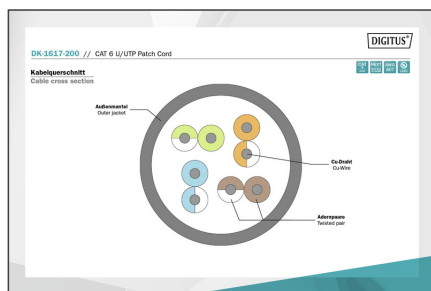 DIGITUS®
DK-1617-200 // CAT 6 U/UTP Patch Cord
Kabelquerschnitt
Cable cross section
Außenmantel
Outer jacket
Cu-Draht
Cu-Wire
Adernpaare
Twisted pair